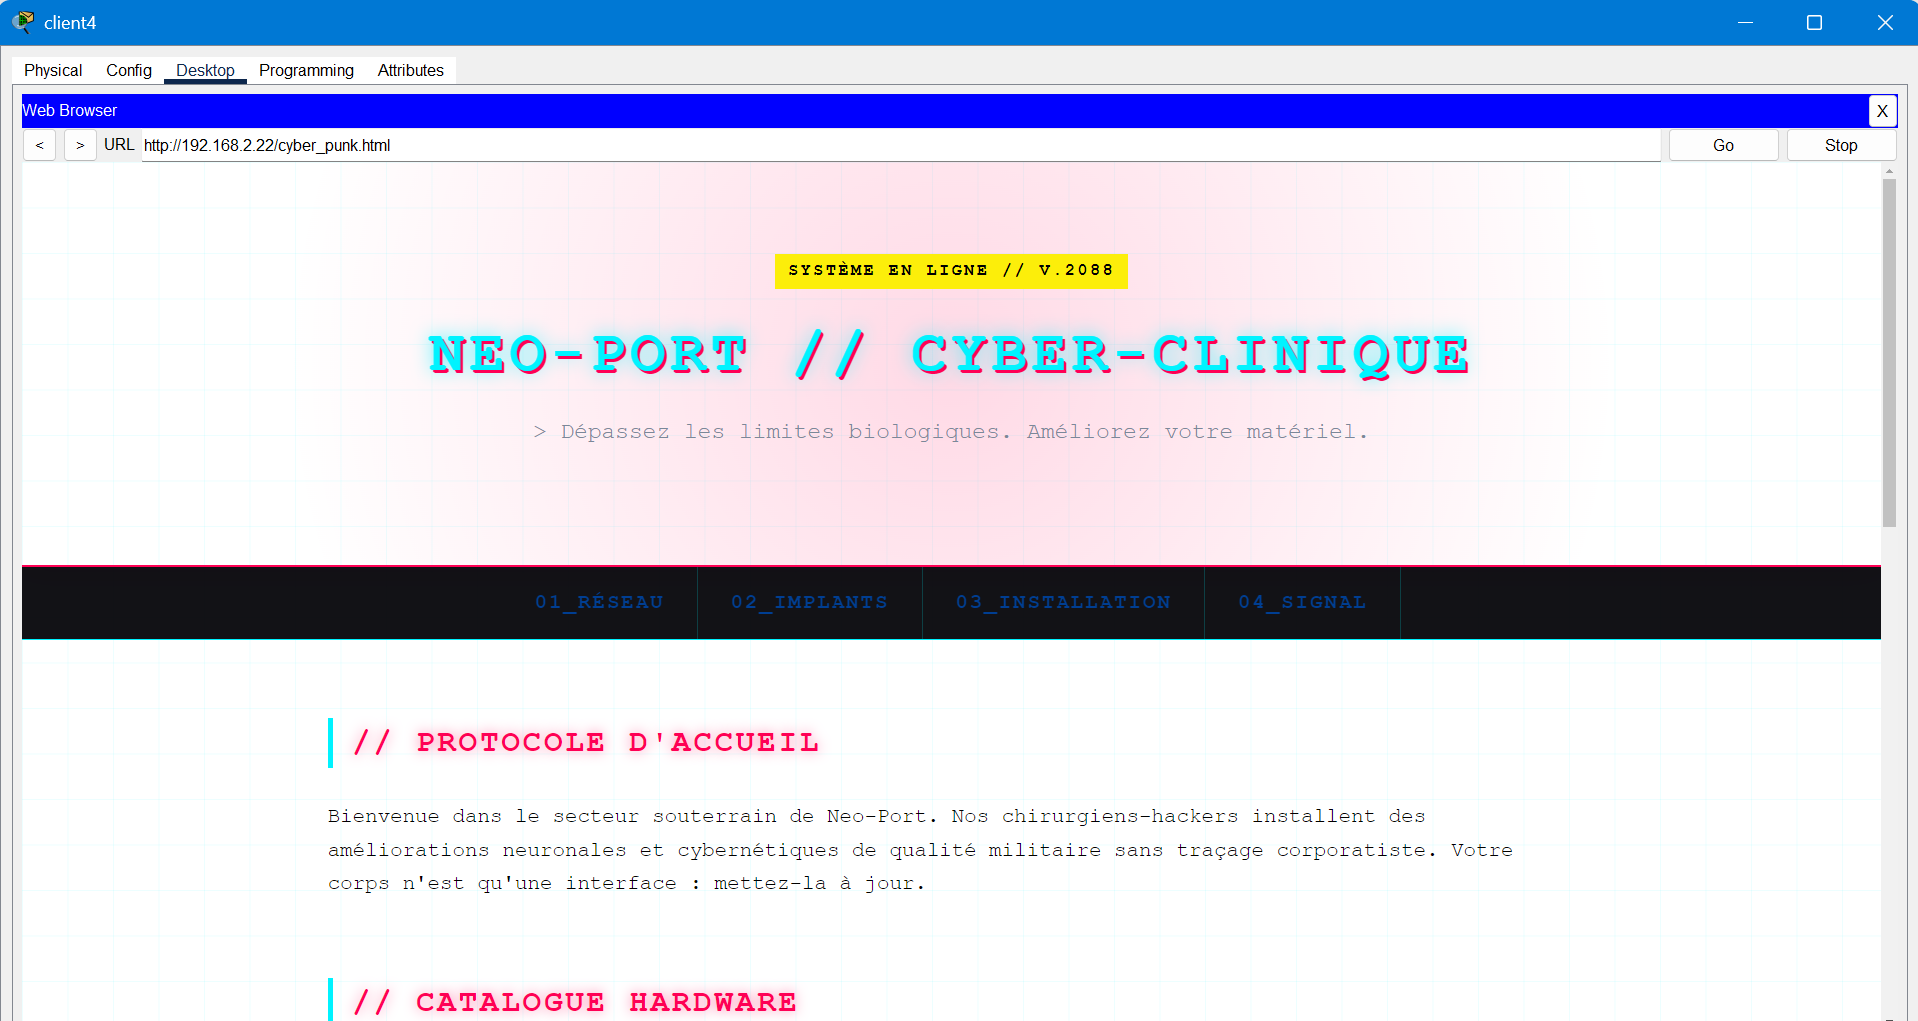 client4
Physical Config Desktop Programming Attributes
Web Browser X
< > URL http://192.168.2.22/cyber_punk.html Go Stop
SYSTÈME EN LIGNE // V.2088
NEO-PORT // CYBER-CLINIQUE
> Dépassez les limites biologiques. Améliorez votre matériel.
01_RÉSEAU 02_IMPLANTS 03_INSTALLATION 04_SIGNAL
// PROTOCOLE D'ACCUEIL
Bienvenue dans le secteur souterrain de Neo-Port. Nos chirurgiens-hackers installent des
améliorations neuronales et cybernétiques de qualité militaire sans traçage corporatiste. Votre
corps n'est qu'une interface : mettez-la à jour.
// CATALOGUE HARDWARE